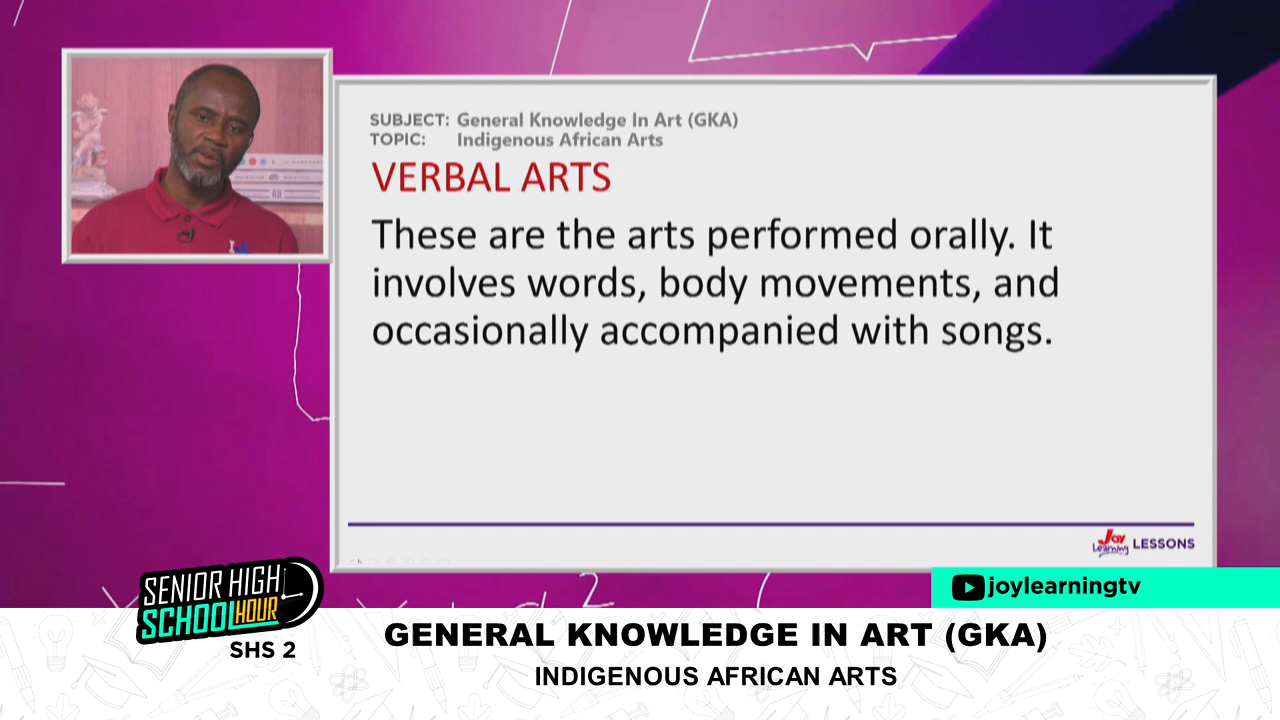 SUBJECT: General Knowledge In Art (GKA)
TOPIC: Indigenous African Arts
VERBAL ARTS
These are the arts performed orally. It
involves words, body movements, and
occasionally accompanied with songs.
Joy
Learning LESSONS
joylearningtv
SENIOR HIGH
SCHOOL HOUR
SHS 2
GENERAL KNOWLEDGE IN ART (GKA)
INDIGENOUS AFRICAN ARTS